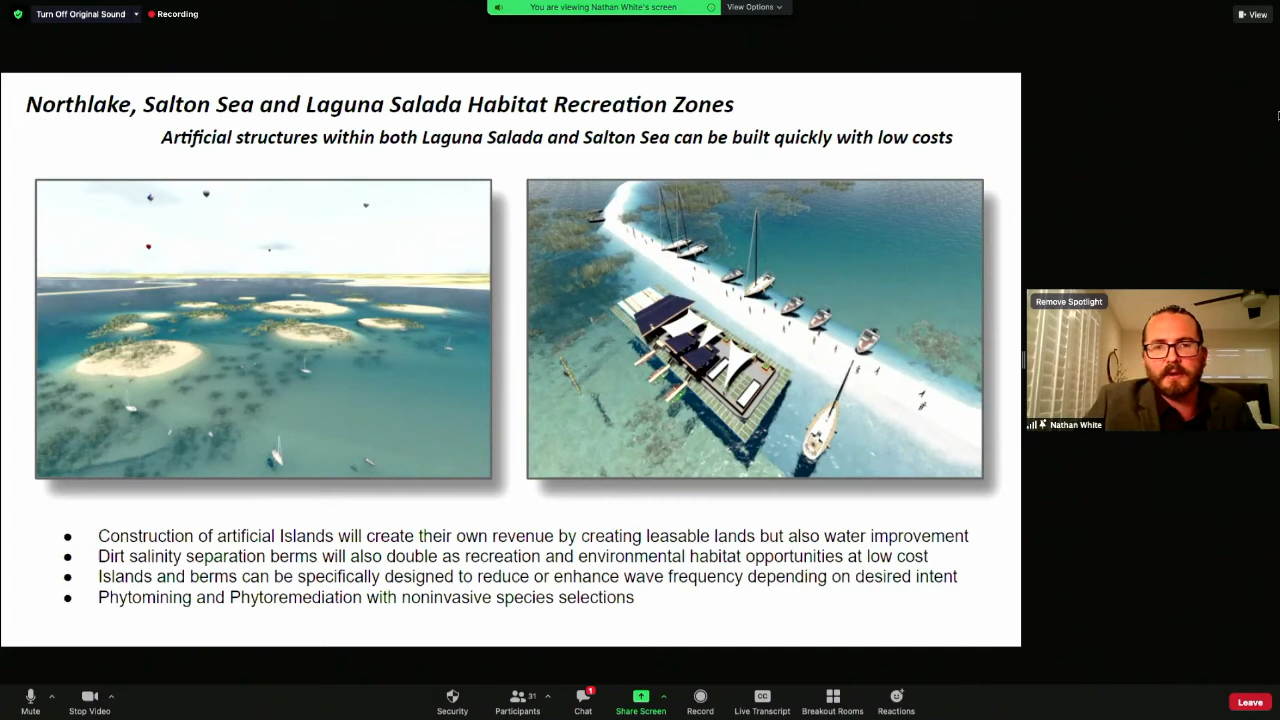 Turn Off Original Sound
Recording
You are viewing Nathan White's screen
View Options
View
Northlake, Salton Sea and Laguna Salada Habitat Recreation Zones
Artificial structures within both Laguna Salada and Salton Sea can be built quickly with low costs
Remove Spotlight
Nathan White
• Construction of artificial Islands will create their own revenue by creating leasable lands but also water improvement
• Dirt salinity separation berms will also double as recreation and environmental habitat opportunities at low cost
• Islands and berms can be specifically designed to reduce or enhance wave frequency depending on desired intent
• Phytomining and Phytoremediation with noninvasive species selections
Mute
Stop Video
Security
Participants
31
Chat
1
Share Screen
Record
CC
Live Transcript
Breakout Rooms
Reactions
Leave